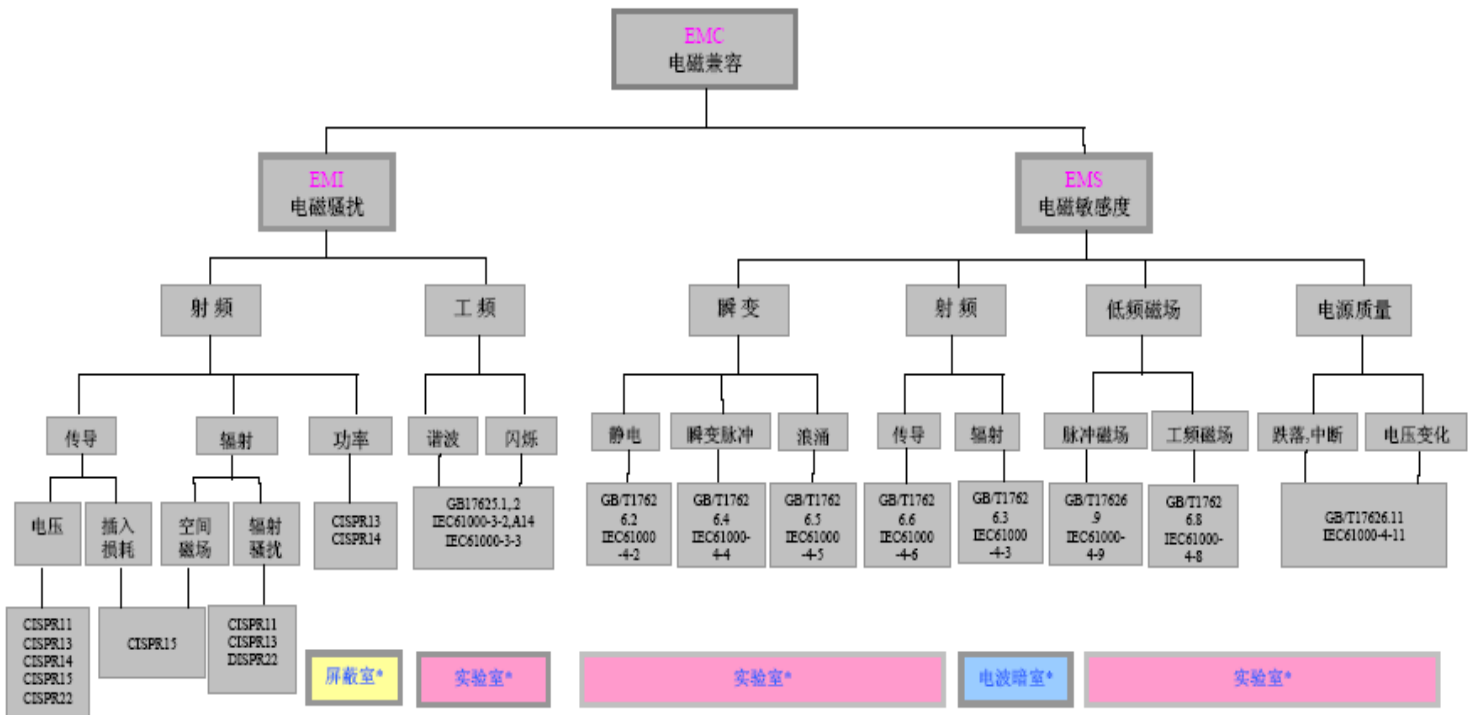 EMC
电磁兼容
EMI
电磁骚扰
EMS
电磁敏感度
射 频
工 频
瞬 变
射 频
低频磁场
电源质量
传导
辐射
功率
谐波
闪烁
静电
瞬变脉冲
浪涌
传导
辐射
脉冲磁场
工频磁场
跌落,中断
电压变化
电压
插入
损耗
空间
磁场
辐射
骚扰
CISPR13
CISPR14
GB17625.1,.2
IEC61000-3-2,A14
IEC61000-3-3
GB/T1762
6.2
IEC61000
-4-2
GB/T1762
6.4
IEC61000-
4-4
GB/T1762
6.5
IEC61000
-4-5
GB/T1762
6.6
IEC61000
-4-6
GB/T1762
6.3
IEC61000
-4-3
GB/T17626
.9
IEC61000-
4-9
GB/T1762
6.8
IEC61000-
4-8
GB/T17626.11
IEC61000-4-11
CISPR11
CISPR13
CISPR14
CISPR15
CISPR22
CISPR15
CISPR11
CISPR13
DISPR22
屏蔽室*
实验室*
实验室*
电波暗室*
实验室*